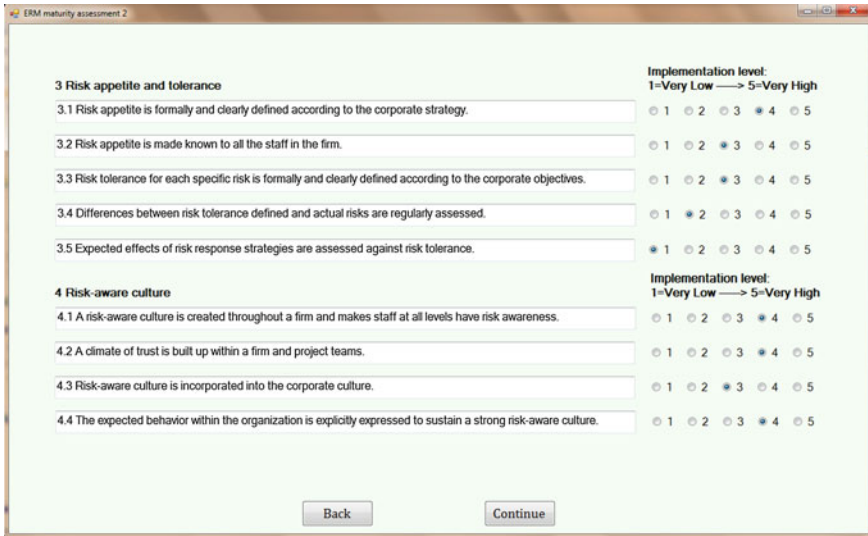 ERM maturity assessment 2
Implementation level:
3 Risk appetite and tolerance 1=Very Low ----> 5=Very High
3.1 Risk appetite is formally and clearly defined according to the corporate strategy. 1 2 3 4 5
3.2 Risk appetite is made known to all the staff in the firm. 1 2 3 4 5
3.3 Risk tolerance for each specific risk is formally and clearly defined according to the corporate objectives. 1 2 3 4 5
3.4 Differences between risk tolerance defined and actual risks are regularly assessed. 1 2 3 4 5
3.5 Expected effects of risk response strategies are assessed against risk tolerance. 1 2 3 4 5
Implementation level:
4 Risk-aware culture 1=Very Low ----> 5=Very High
4.1 A risk-aware culture is created throughout a firm and makes staff at all levels have risk awareness. 1 2 3 4 5
4.2 A climate of trust is built up within a firm and project teams. 1 2 3 4 5
4.3 Risk-aware culture is incorporated into the corporate culture. 1 2 3 4 5
4.4 The expected behavior within the organization is explicitly expressed to sustain a strong risk-aware culture. 1 2 3 4 5
Back Continue